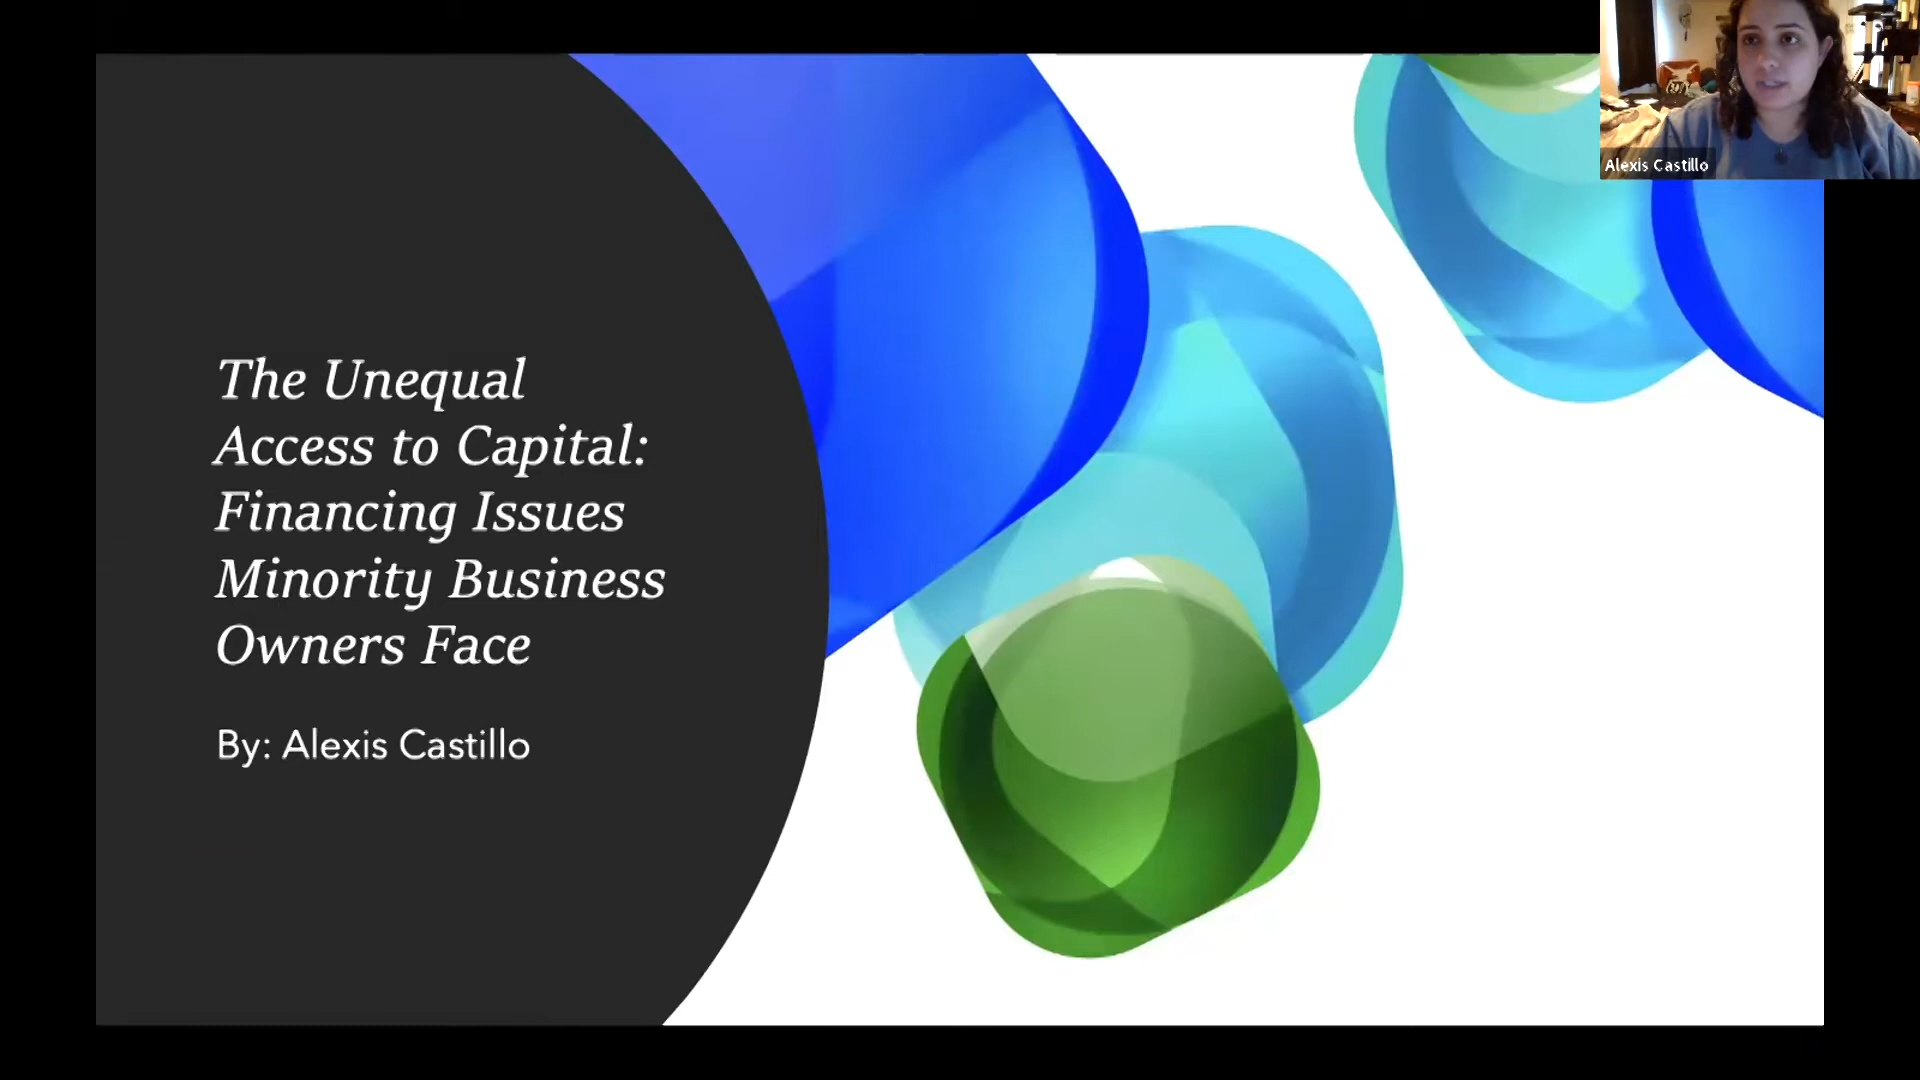 The Unequal
Access to Capital:
Financing Issues
Minority Business
Owners Face
By: Alexis Castillo
Alexis Castillo